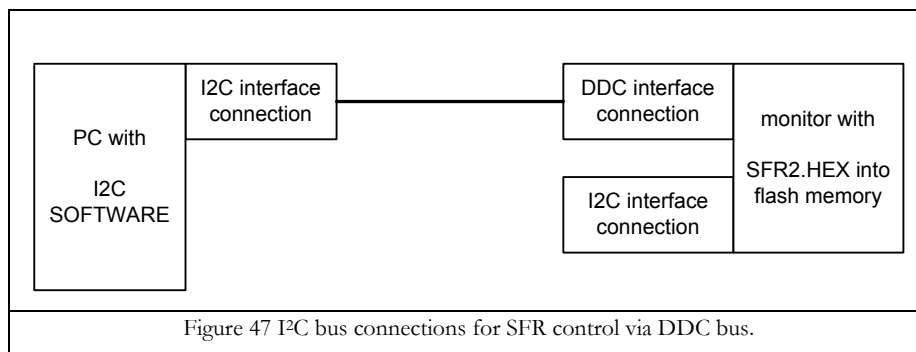 PC with
I2C
SOFTWARE
I2C interface
connection
DDC interface
connection
I2C interface
connection
monitor with
SFR2.HEX into
flash memory
Figure 47 I²C bus connections for SFR control via DDC bus.